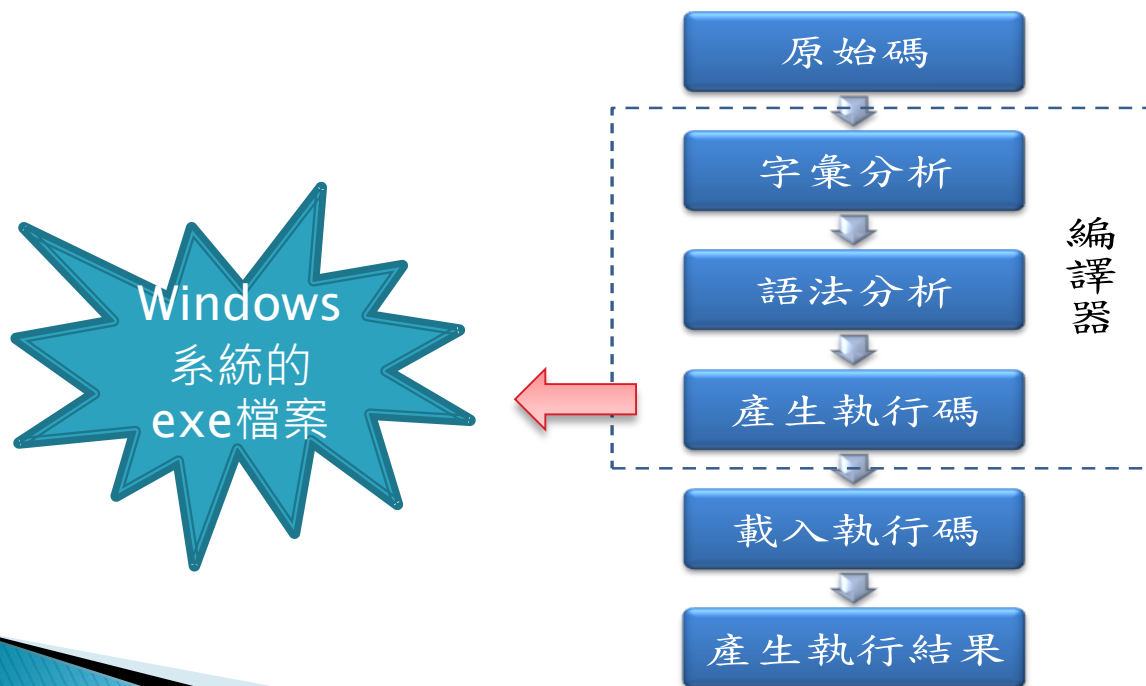 原始碼
字彙分析
語法分析
產生執行碼
載入執行碼
產生執行結果
編譯器
Windows
系統的
exe檔案